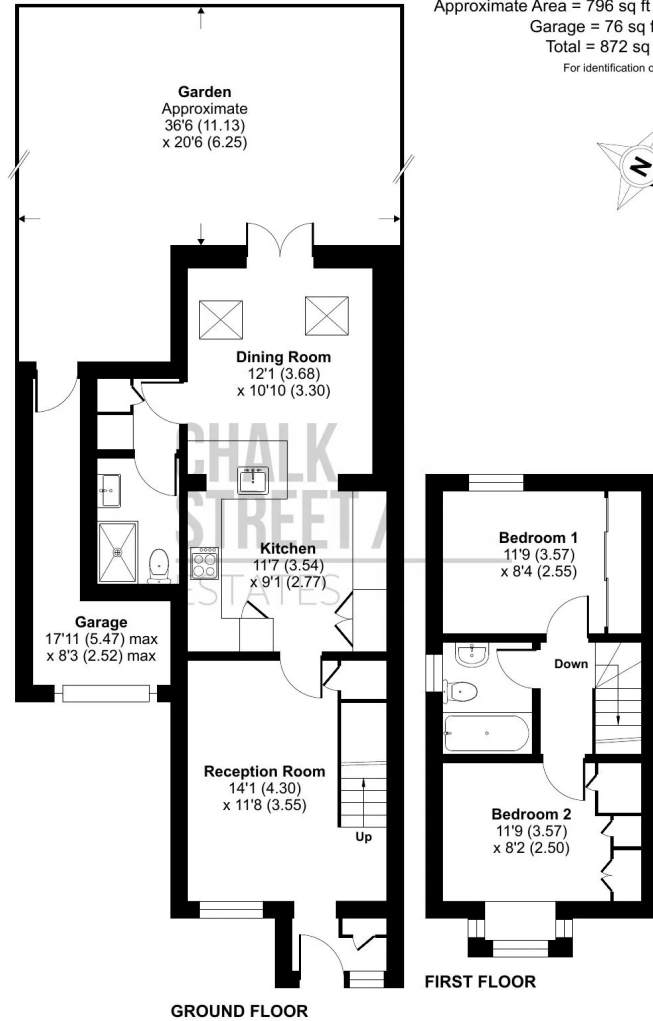 Approximate Area = 796 sq ft
Garage = 76 sq f
Total = 872 sq
For identification o
Garden
Approximate
36'6 (11.13)
x 20'6 (6.25)
N
Dining Room
12'1 (3.68)
x 10'10 (3.30)
CHALK
STREET
ESTATES
Kitchen
11'7 (3.54)
x 9'1 (2.77)
Garage
17'11 (5.47) max
x 8'3 (2.52) max
Reception Room
14'1 (4.30)
x 11'8 (3.55)
Up
Bedroom 1
11'9 (3.57)
x 8'4 (2.55)
Down
Bedroom 2
11'9 (3.57)
x 8'2 (2.50)
FIRST FLOOR
GROUND FLOOR